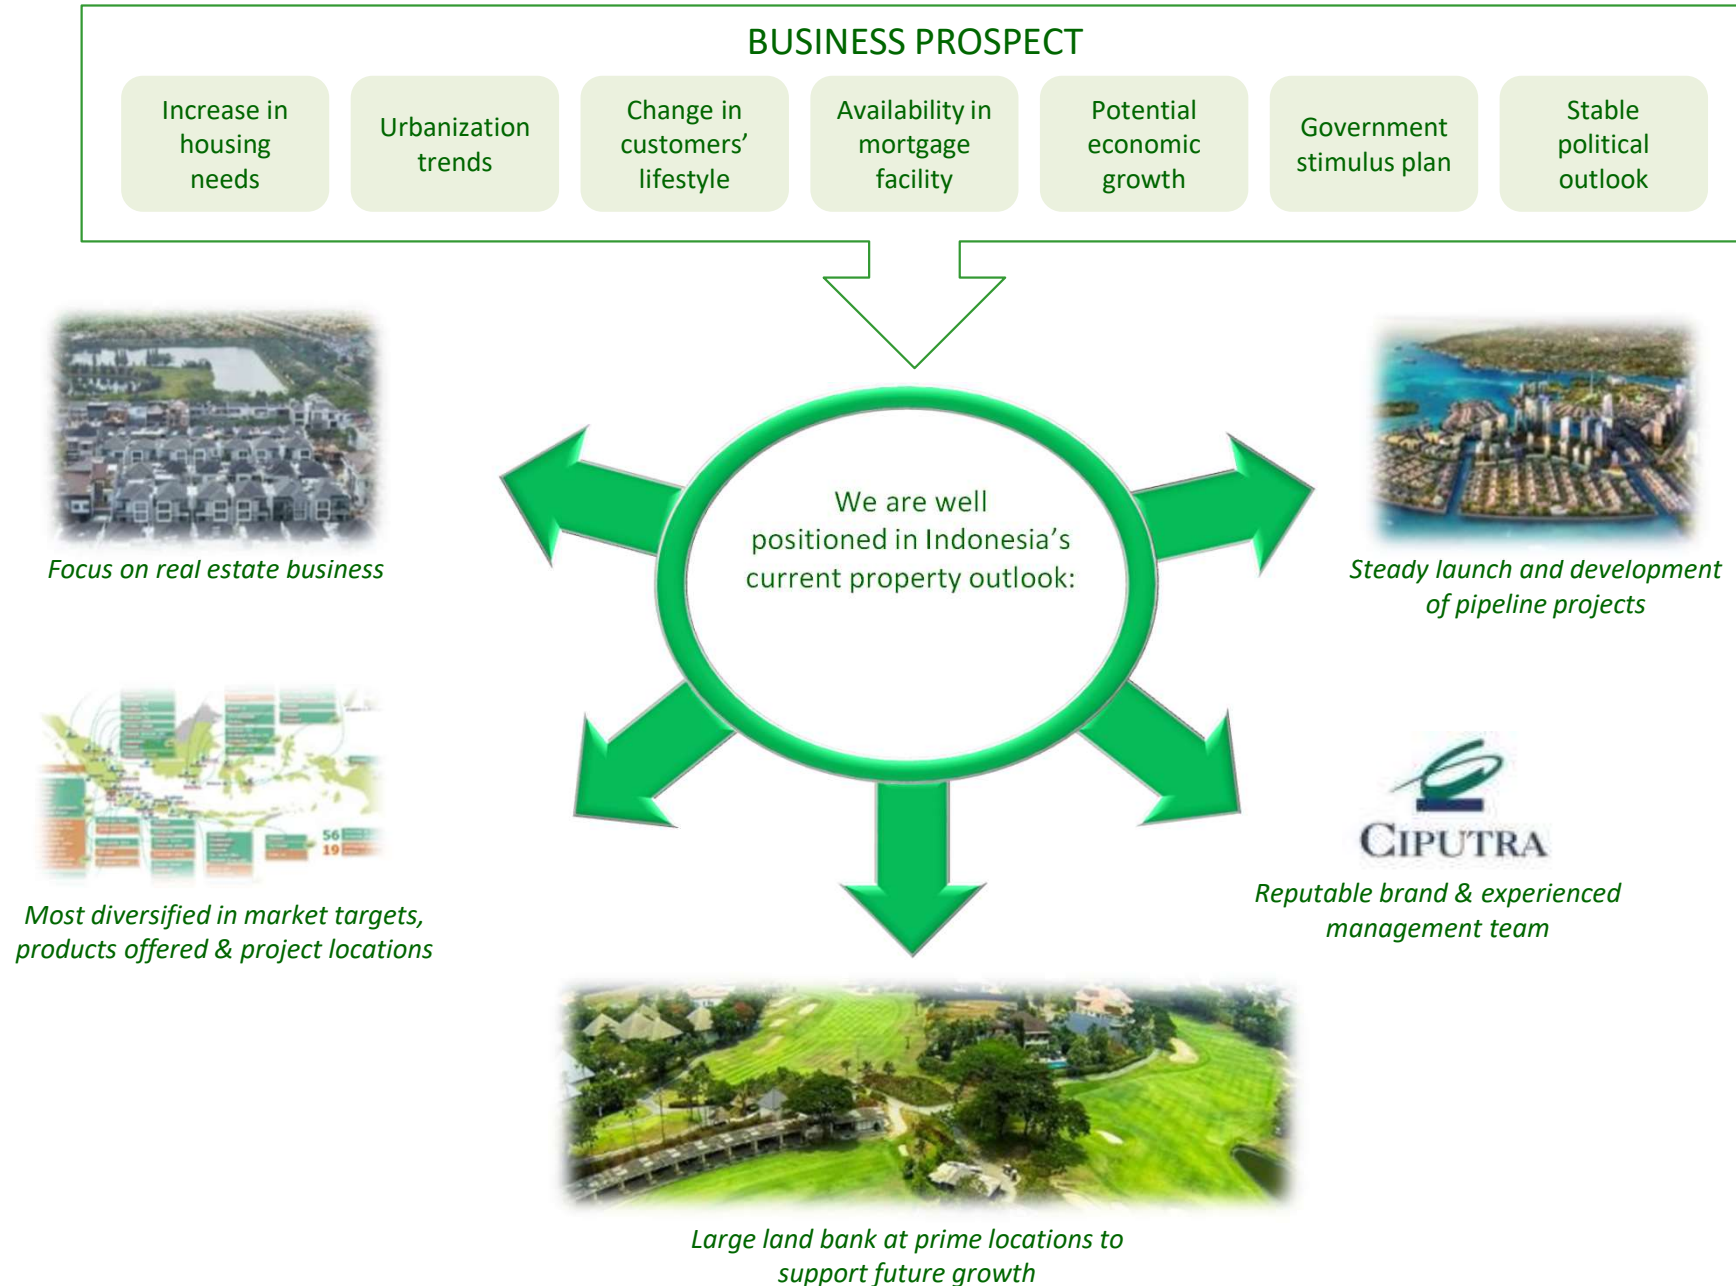 BUSINESS PROSPECT
Increase in
housing
needs
Urbanization
trends
Change in
customers’
lifestyle
Availability in
mortgage
facility
Potential
economic
growth
Government
stimulus plan
Stable
political
outlook
We are well
positioned in Indonesia’s
current property outlook:
Focus on real estate business
Steady launch and development
of pipeline projects
56
19
Most diversified in market targets,
products offered & project locations
CIPUTRA
Reputable brand & experienced
management team
Large land bank at prime locations to
support future growth